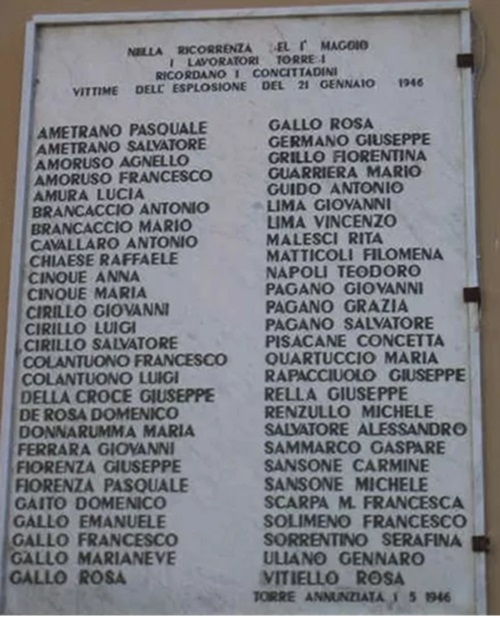 NELLA RICORRENZA DEL 1° MAGGIO
I LAVORATORI TORRESI
RICORDANO I CONCITTADINI
VITTIME DELL' ESPLOSIONE DEL 21 GENNAIO 1946
AMETRANO PASQUALE
AMETRANO SALVATORE
AMORUSO AGNELLO
AMORUSO FRANCESCO
AMURA LUCIA
BRANCACCIO ANTONIO
BRANCACCIO MARIO
CAVALLARO ANTONIO
CHIAESE RAFFAELE
CINQUE ANNA
CINQUE MARIA
CIRILLO GIOVANNI
CIRILLO LUIGI
CIRILLO SALVATORE
COLANTUONO FRANCESCO
COLANTUONO LUIGI
DELLA CROCE GIUSEPPE
DE ROSA DOMENICO
DONNARUMMA MARIA
FERRARA GIOVANNI
FIORENZA GIUSEPPE
FIORENZA PASQUALE
GAITO DOMENICO
GALLO EMANUELE
GALLO FRANCESCO
GALLO MARIANEVE
GALLO ROSA
GALLO ROSA
GERMANO GIUSEPPE
GRILLO FIORENTINA
GUARRIERA MARIO
GUIDO ANTONIO
LIMA GIOVANNI
LIMA VINCENZO
MALESCI RITA
MATTICOLI FILOMENA
NAPOLI TEODORO
PAGANO GIOVANNI
PAGANO GRAZIA
PAGANO SALVATORE
PISACANE CONCETTA
QUARTUCCIO MARIA
RAPACCIUOLO GIUSEPPE
RELLA GIUSEPPE
RENZULLO MICHELE
SALVATORE ALESSANDRO
SAMMARCO GASPARE
SANSONE CARMINE
SANSONE MICHELE
SCARPA M. FRANCESCA
SOLIMENO FRANCESCO
SORRENTINO SERAFINA
ULIANO GENNARO
VITIELLO ROSA
TORRE ANNUNZIATA 1 5 1946